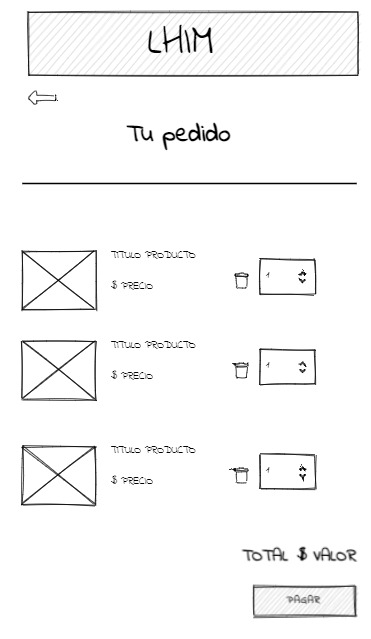 LHIM
Tu pedido
TITULO PRODUCTO
$ PRECIO
1
TITULO PRODUCTO
$ PRECIO
1
TITULO PRODUCTO
$ PRECIO
1
TOTAL $ VALOR
PAGAR